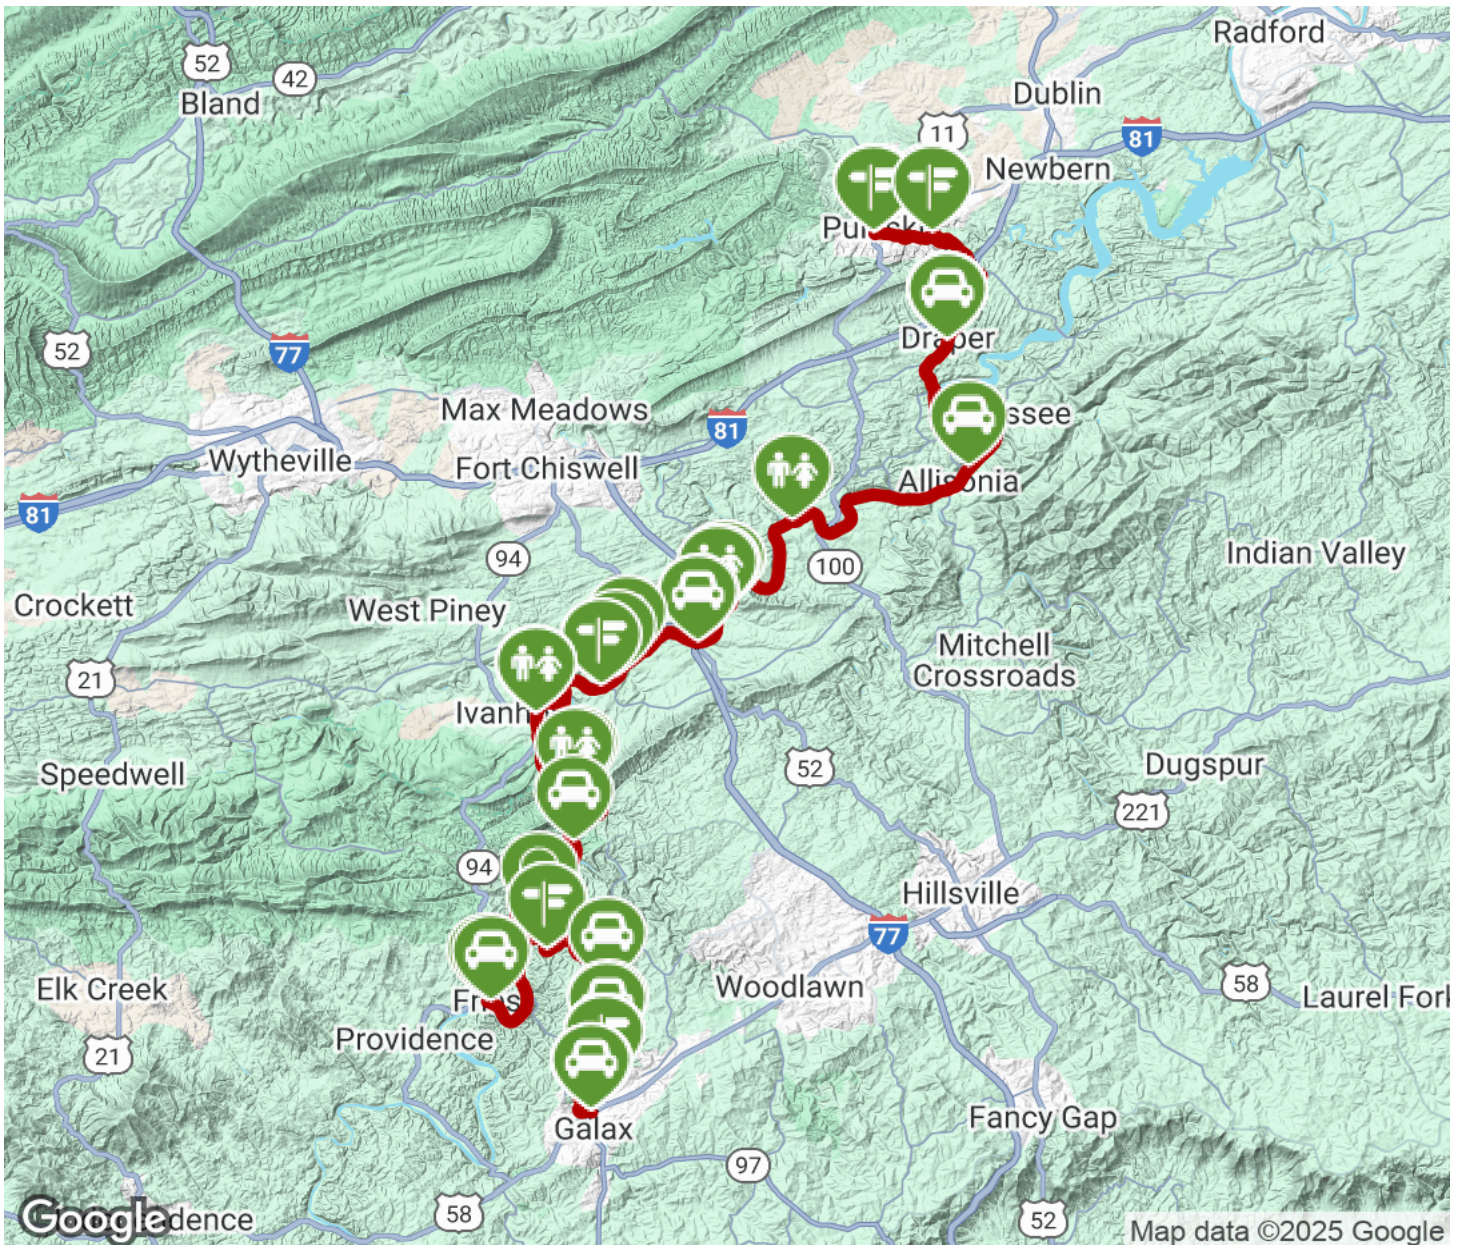 Radford
52
42
Bland
Dublin
11
81
Newbern
Draper
52
77
Max Meadows
81
Wytheville
Fort Chiswell
Allisonia
81
94
100
Indian Valley
Crockett
West Piney
Mitchell
Crossroads
21
Speedwell
52
Dugspur
221
94
Hillsville
77
Elk Creek
Woodlawn
58
Laurel Fork
Fries
Providence
21
Galax
Fancy Gap
97
58
52
Google
Map data ©2025 Google